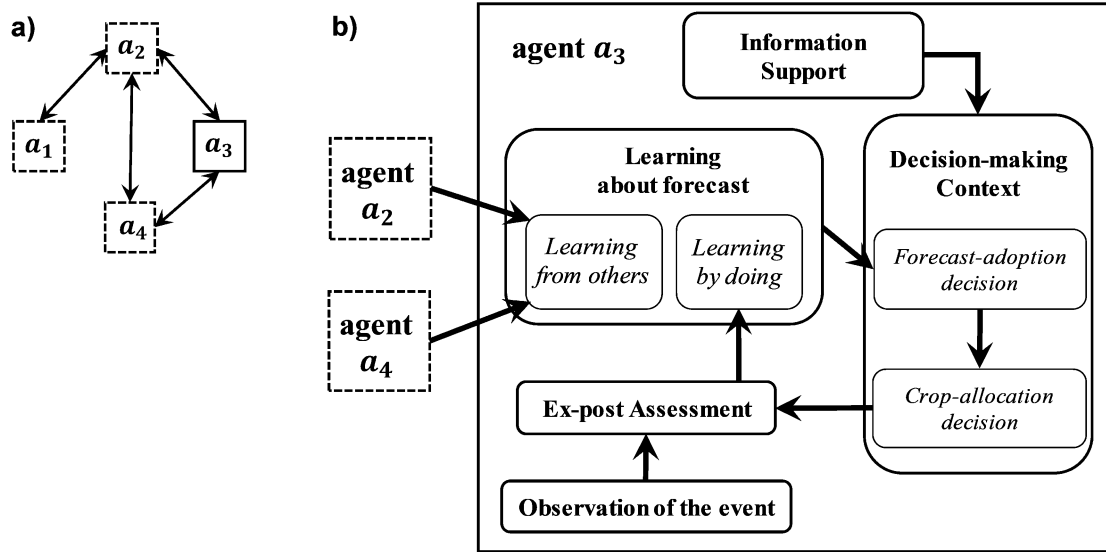 a)
a₂
a₁
a₃
a₄
b)
agent a₃
Information
Support
agent
a₂
agent
a₄
Learning
about forecast
Learning
from others
Learning
by doing
Decision-making
Context
Forecast-adoption
decision
Crop-allocation
decision
Ex-post Assessment
Observation of the event